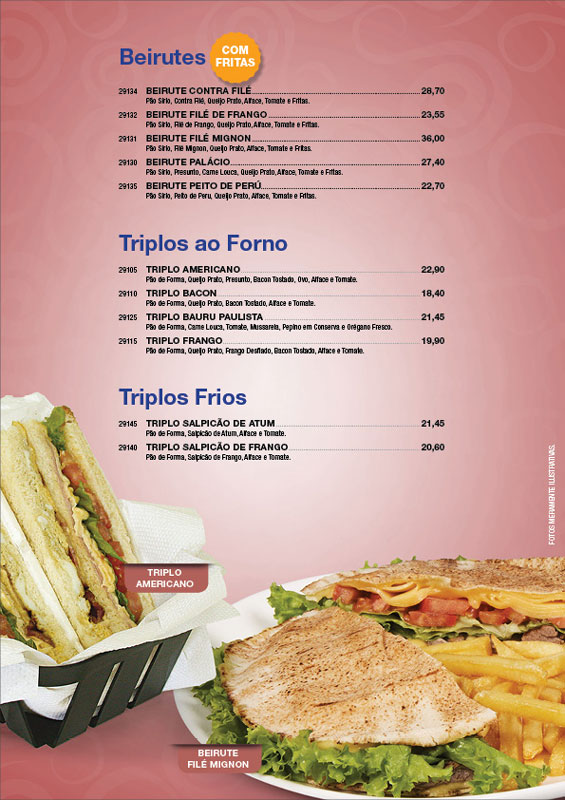 Beirutes
COM
FRITAS
29134 BEIRUTE CONTRA FILÉ 28,70
Pão Sírio, Contra Filé, Queijo Prato, Alface, Tomate e Fritas.
29132 BEIRUTE FILÉ DE FRANGO 23,55
Pão Sírio, Filé de Frango, Queijo Prato, Alface, Tomate e Fritas.
29131 BEIRUTE FILÉ MIGNON 36,00
Pão Sírio, Filé Mignon, Queijo Prato, Alface, Tomate e Fritas.
29130 BEIRUTE PALÁCIO 27,40
Pão Sírio, Presunto, Carne Louca, Queijo Prato, Alface, Tomate e Fritas.
29135 BEIRUTE PEITO DE PERÚ 22,70
Pão Sírio, Peito de Peru, Queijo Prato, Alface, Tomate e Fritas.
Triplos ao Forno
29105 TRIPLO AMERICANO 22,90
Pão de Forma, Queijo Prato, Presunto, Bacon Tostado, Ovo, Alface e Tomate.
29110 TRIPLO BACON 18,40
Pão de Forma, Queijo Prato, Bacon Tostado, Alface e Tomate.
29125 TRIPLO BAURU PAULISTA 21,45
Pão de Forma, Carne Louca, Tomate, Mussarela, Pepino em Conserva e Orégano Fresco.
29115 TRIPLO FRANGO 19,90
Pão de Forma, Queijo Prato, Frango Desfiado, Bacon Tostado, Alface e Tomate.
Triplos Frios
29145 TRIPLO SALPICÃO DE ATUM 21,45
Pão de Forma, Salpicão de Atum, Alface e Tomate.
29140 TRIPLO SALPICÃO DE FRANGO 20,60
Pão de Forma, Salpicão de Frango, Alface e Tomate.
FOTOS MERAMENTE ILUSTRATIVAS.
TRIPLO
AMERICANO
BEIRUTE
FILÉ MIGNON